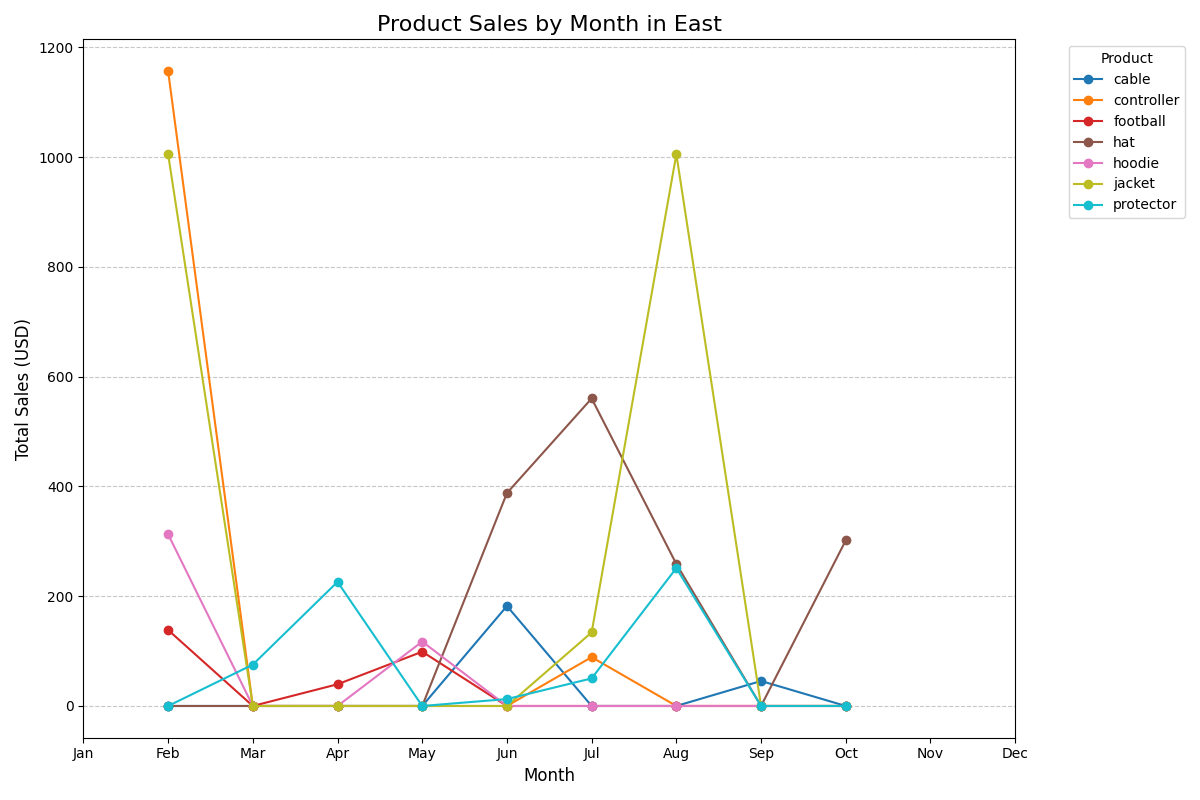 Product Sales by Month in East
Product
cable
controller
football
hat
hoodie
jacket
protector
Total Sales (USD)
1200
1000
800
600
400
200
0
Jan Feb Mar Apr May Jun Jul Aug Sep Oct Nov Dec
Month